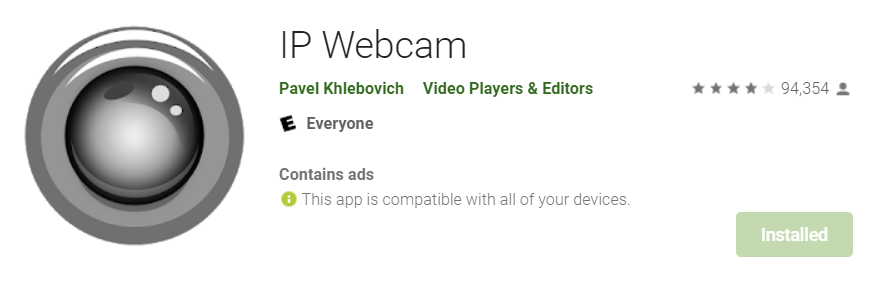 IP Webcam
Pavel Khlebovich Video Players & Editors 94,354
E Everyone
Contains ads
This app is compatible with all of your devices.
Installed